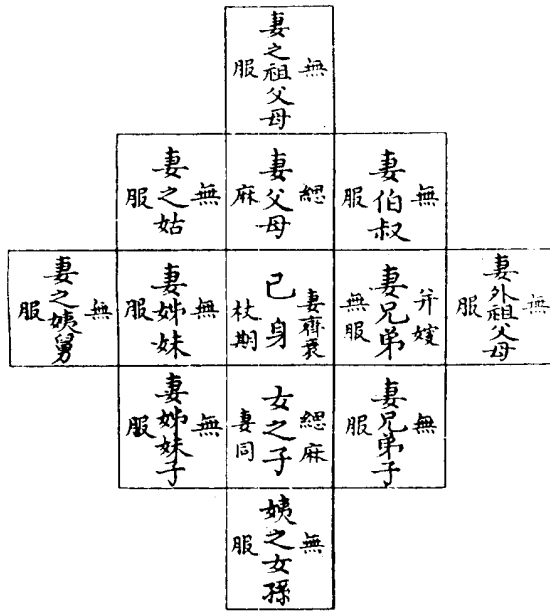 妻之祖父母
無服
妻伯叔
無服
妻父母
緦麻
妻之姑
無服
妻外祖父母
無服
妻兄弟
并嫂無服
己身
妻齊衰杖期
妻姊妹
無服
妻之姨舅
無服
妻兄弟子
無服
女之子
緦麻妻同
妻姊妹子
無服
姨之女孫
無服